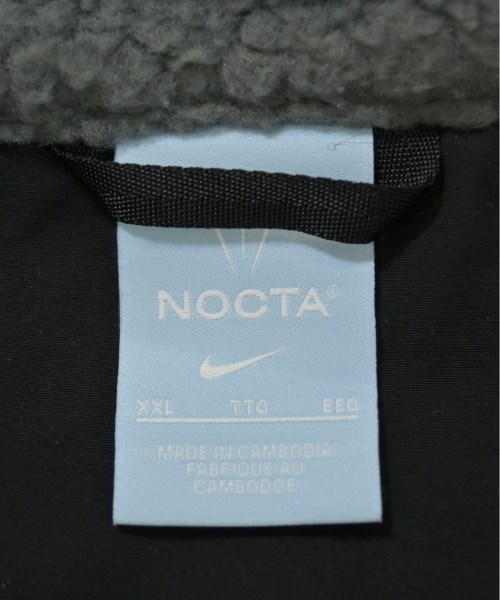 NOCTA®
XXL TTG EEG
MADE IN CAMBODIA
FABRIQUE AU
CAMBODGE